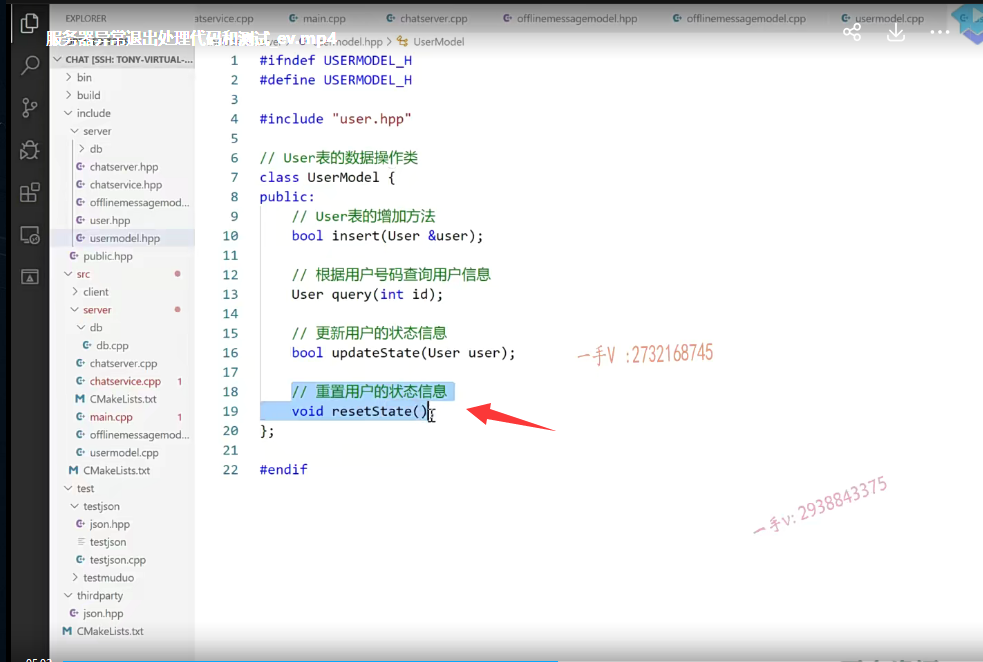 EXPLORER
atservice.cpp
main.cpp
chatserver.cpp
offlinemessagemodel.hpp
offlinemessagemodel.cpp
usermodel.cpp
服务器异常退出处理代码和测试_ev.mp4
UserModel
CHAT [SSH: TONY-VIRTUAL-...
bin
build
include
server
db
chatserver.hpp
chatservice.hpp
offlinemessagemod...
user.hpp
usermodel.hpp
public.hpp
src
client
server
db
db.cpp
chatserver.cpp
chatservice.cpp 1
CMakeLists.txt
main.cpp 1
offlinemessagemod...
usermodel.cpp
CMakeLists.txt
test
testjson
json.hpp
testjson
testjson.cpp
testmuduo
thirdparty
json.hpp
CMakeLists.txt
1 #ifndef USERMODEL_H
2 #define USERMODEL_H
3
4 #include "user.hpp"
5
6 // User表的数据操作类
7 class UserModel {
8 public:
9 // User表的增加方法
10 bool insert(User &user);
11
12 // 根据用户号码查询用户信息
13 User query(int id);
14
15 // 更新用户的状态信息
16 bool updateState(User user);
17
18 // 重置用户的状态信息
19 void resetState()
20 };
21
22 #endif
一手V :2732168745
一手v: 2938843375